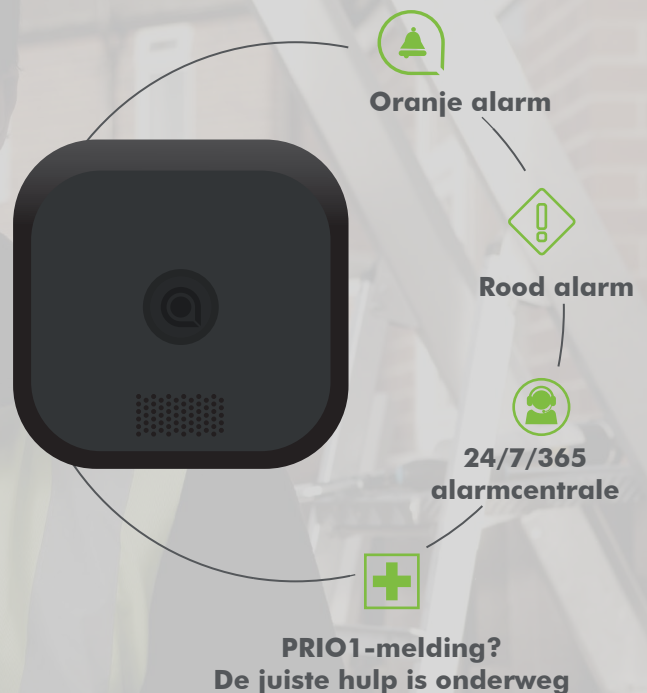 Oranje alarm
Rood alarm
24/7/365
alarmcentrale
PRIO1-melding?
De juiste hulp is onderweg